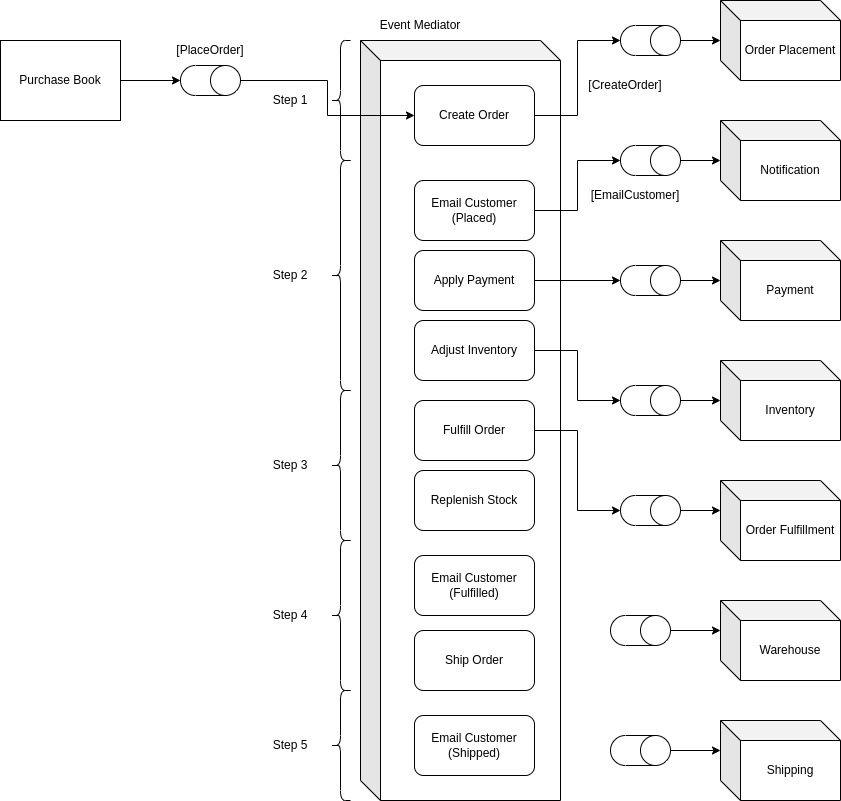 Event Mediator
[PlaceOrder]
Purchase Book
Step 1
Create Order
[CreateOrder]
Order Placement
Step 2
Email Customer
(Placed)
[EmailCustomer]
Notification
Apply Payment
Payment
Adjust Inventory
Inventory
Step 3
Fulfill Order
Replenish Stock
Order Fulfillment
Step 4
Email Customer
(Fulfilled)
Ship Order
Warehouse
Step 5
Email Customer
(Shipped)
Shipping